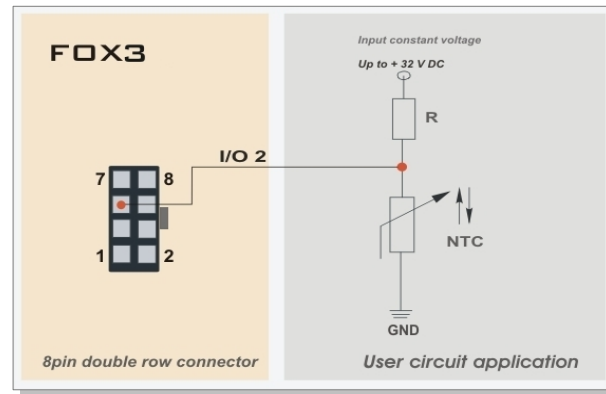 FOX3
Input constant voltage
Up to + 32 V DC
R
I/O 2
7
8
1
2
NTC
GND
8pin double row connector
User circuit application